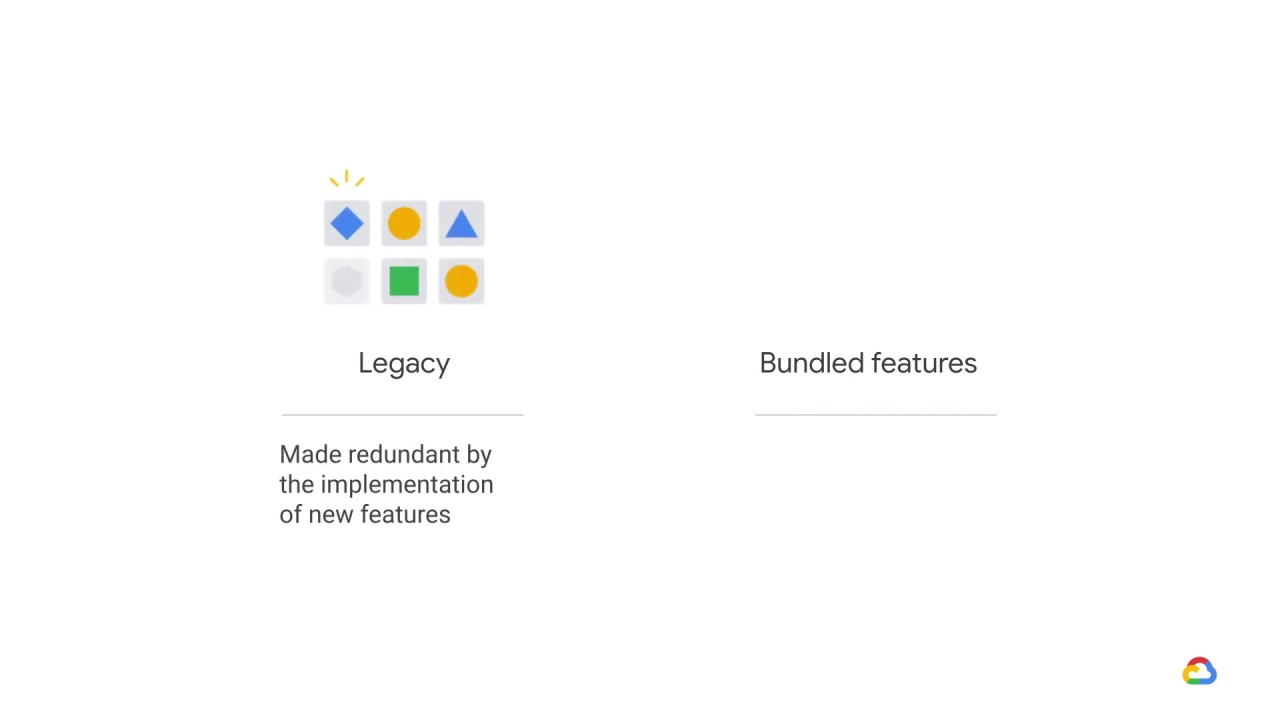 Legacy
Bundled features
Made redundant by
the implementation
of new features